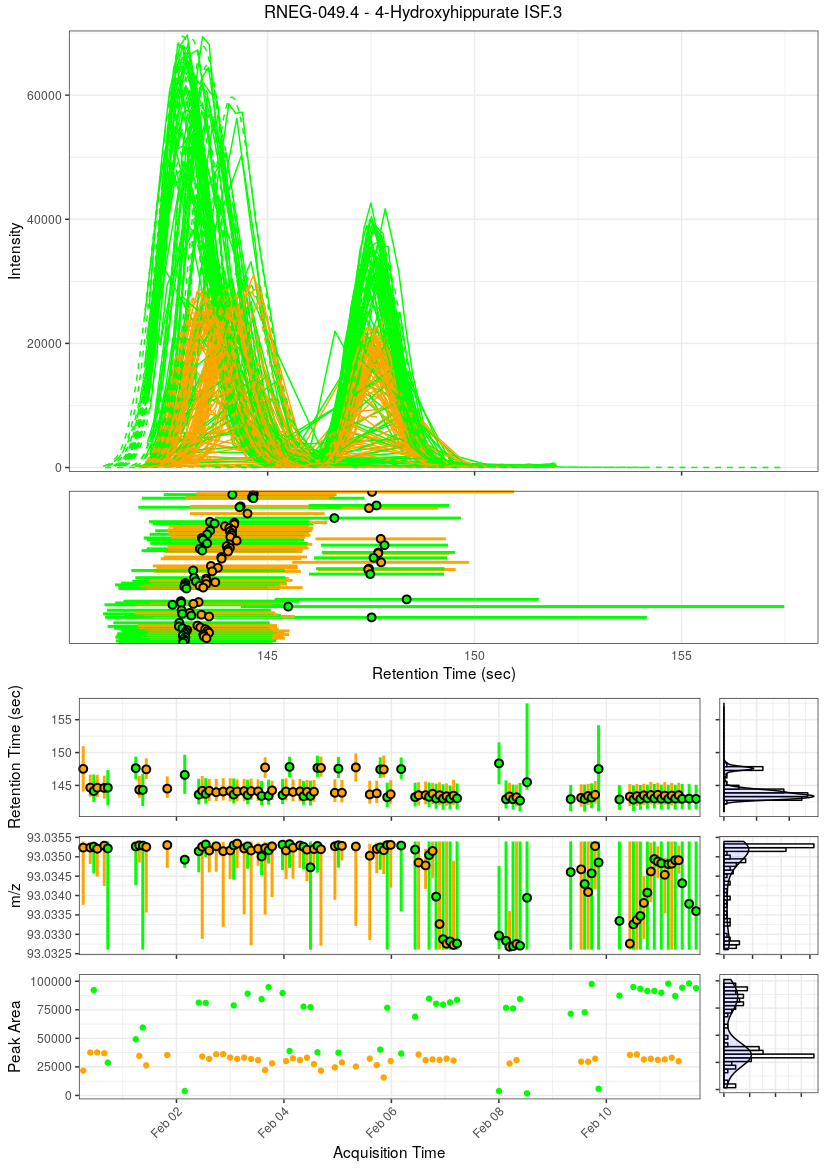 RNEG-049.4 - 4-Hydroxyhippurate ISF.3
Intensity
60000
40000
20000
0
145 150 155
Retention Time (sec)
Retention Time (sec)
155
150
145
m/z
93.0355
93.0350
93.0345
93.0340
93.0335
93.0330
93.0325
Peak Area
100000
75000
50000
25000
0
Feb 02 Feb 04 Feb 06 Feb 08 Feb 10
Acquisition Time